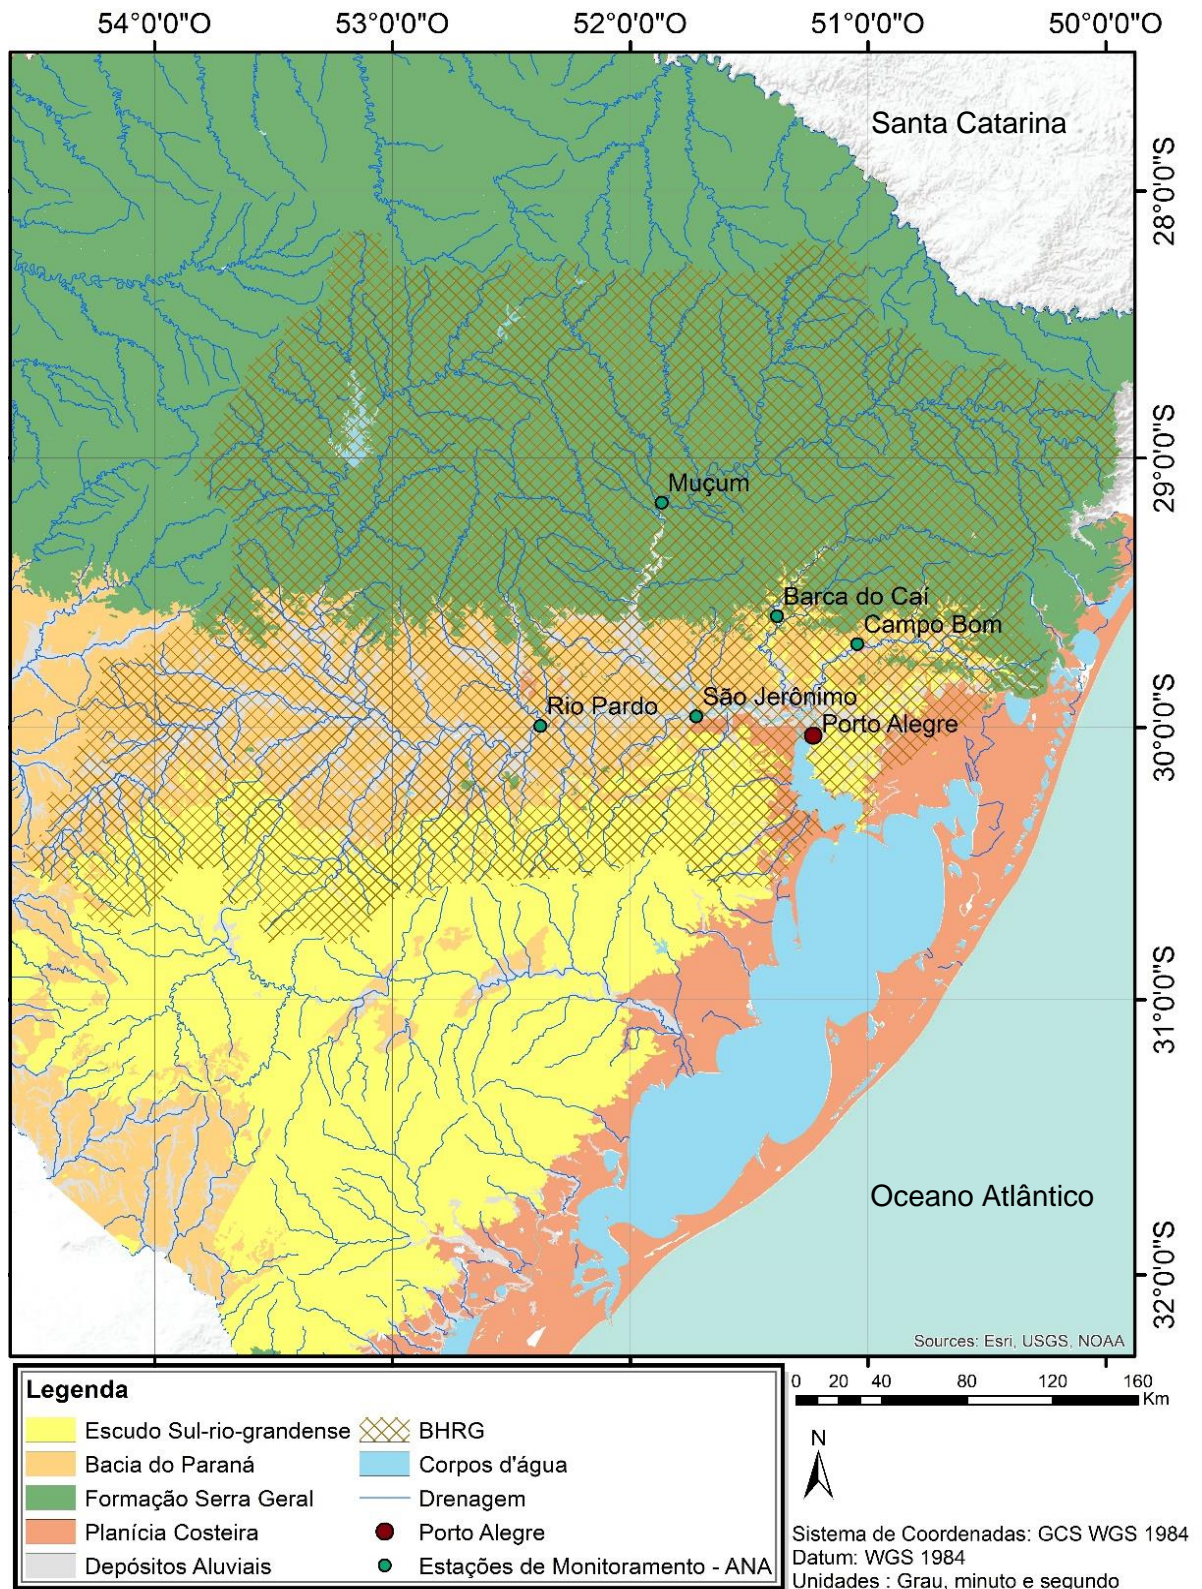 54°0'0"O 53°0'0"O 52°0'0"O 51°0'0"O 50°0'0"O
Santa Catarina
28°0'0"S
29°0'0"S
Muçum
Barca do Caí
Campo Bom
São Jerônimo
Rio Pardo
Porto Alegre
30°0'0"S
31°0'0"S
Oceano Atlântico
32°0'0"S
Sources: Esri, USGS, NOAA
Legenda
Escudo Sul-rio-grandense
Bacia do Paraná
Formação Serra Geral
Planícia Costeira
Depósitos Aluviais
BHRG
Corpos d'água
Drenagem
Porto Alegre
Estações de Monitoramento - ANA
0 20 40 80 120 160
Km
N
Sistema de Coordenadas: GCS WGS 1984
Datum: WGS 1984
Unidades : Grau, minuto e segundo